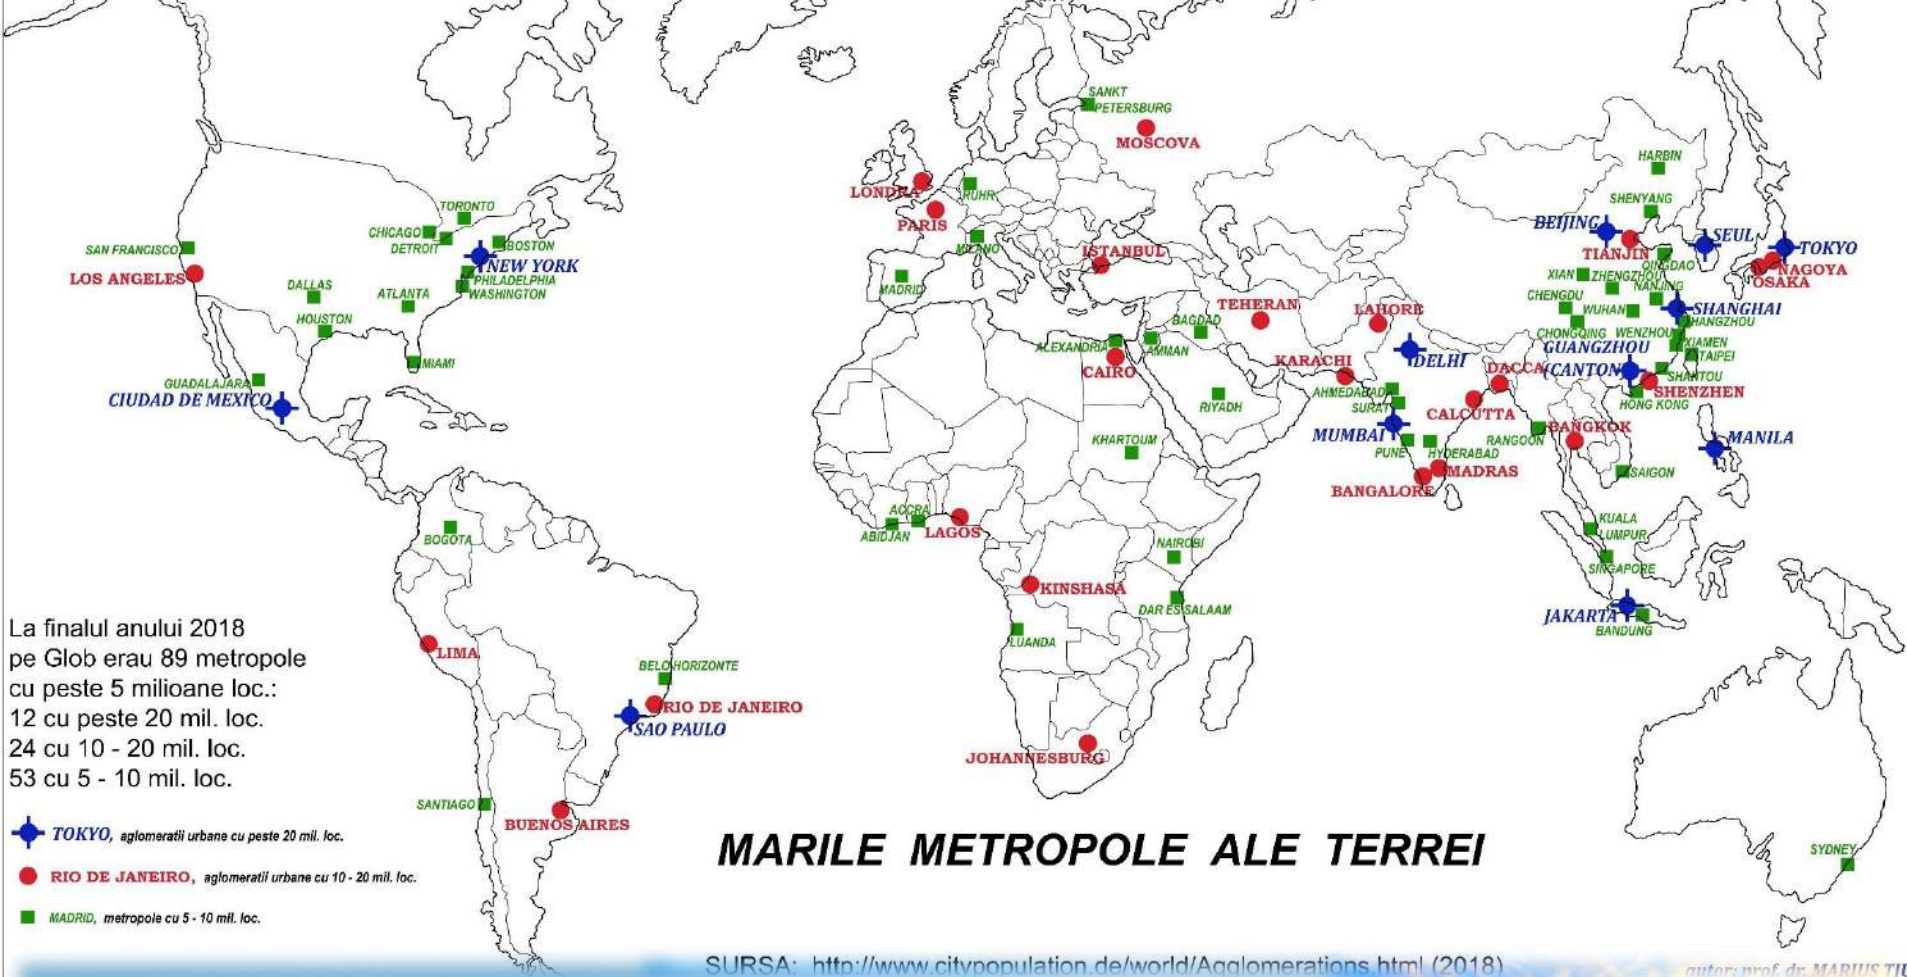 SANKT
PETERSBURG
MOSCOVA
LONDRA
RUHR
PARIS
MILANO
ISTANBUL
MADRID
HARBIN
SHENYANG
BEIJING
TIANJIN
SEUL
TOKYO
NAGOYA
OSAKA
QINGDAO
XIAN
ZHENGZHOU
NANJING
CHENGDU
WUHAN
SHANGHAI
HANGZHOU
CHONGQING
WENZHOU
XIAMEN
TAIPEI
GUANGZHOU
(CANTON)
SHANTOU
SHENZHEN
HONG KONG
TORONTO
CHICAGO
DETROIT
BOSTON
SAN FRANCISCO
NEW YORK
LOS ANGELES
PHILADELPHIA
WASHINGTON
DALLAS
ATLANTA
HOUSTON
MIAMI
GUADALAJARA
CIUDAD DE MEXICO
TEHERAN
LAHORE
BAGDAD
ALEXANDRIA
AMMAN
CAIRO
KARACHI
DELHI
DACCA
AHMEDABAD
SURAT
RIYADH
CALCUTTA
MUMBAI
PUNE
HYDERABAD
RANGOON
BANGKOK
MANILA
KHARTOUM
MADRAS
BANGALORE
SAIGON
ACCRA
ABIDJAN
LAGOS
BOGOTA
KUALA
LUMPUR
SINGAPORE
NAIROBI
KINSHASA
DAR ES SALAAM
JAKARTA
BANDUNG
LUANDA
LIMA
BELO HORIZONTE
RIO DE JANEIRO
SAO PAULO
JOHANNESBURG
SANTIAGO
BUENOS AIRES
SYDNEY
La finalul anului 2018
pe Glob erau 89 metropole
cu peste 5 milioane loc.:
12 cu peste 20 mil. loc.
24 cu 10 - 20 mil. loc.
53 cu 5 - 10 mil. loc.
TOKYO, aglomeratii urbane cu peste 20 mil. loc.
RIO DE JANEIRO, aglomeratii urbane cu 10 - 20 mil. loc.
MADRID, metropole cu 5 - 10 mil. loc.
MARILE METROPOLE ALE TERREI
SURSA: http://www.citypopulation.de/world/Agglomerations.html (2018)
autor: prof. dr. MARIUS